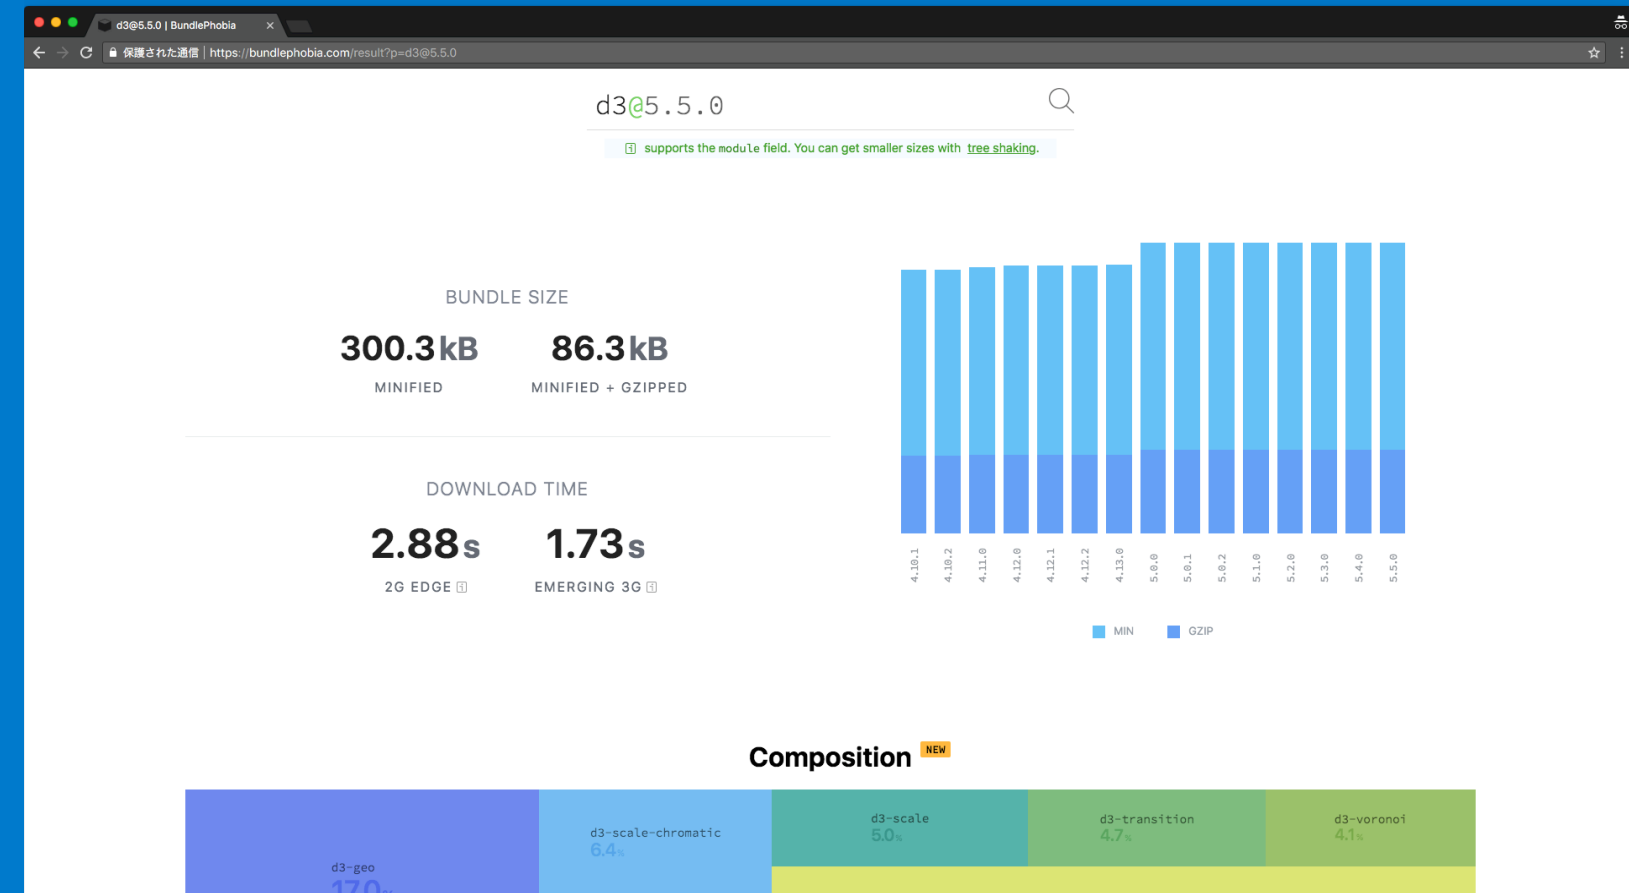 d3@5.5.0 | BundlePhobia
保護された通信 | https://bundlephobia.com/result?p=d3@5.5.0
d3@5.5.0
supports the module field. You can get smaller sizes with tree shaking.
BUNDLE SIZE
300.3 kB 86.3 kB
MINIFIED MINIFIED + GZIPPED
DOWNLOAD TIME
2.88 s 1.73 s
2G EDGE EMERGING 3G
4.10.1 4.10.2 4.11.0 4.12.0 4.12.1 4.12.2 4.13.0 5.0.0 5.0.1 5.0.2 5.1.0 5.2.0 5.3.0 5.4.0 5.5.0
MIN GZIP
Composition NEW
d3-geo
17.0%
d3-scale-chromatic
6.4%
d3-scale
5.0%
d3-transition
4.7%
d3-voronoi
4.1%